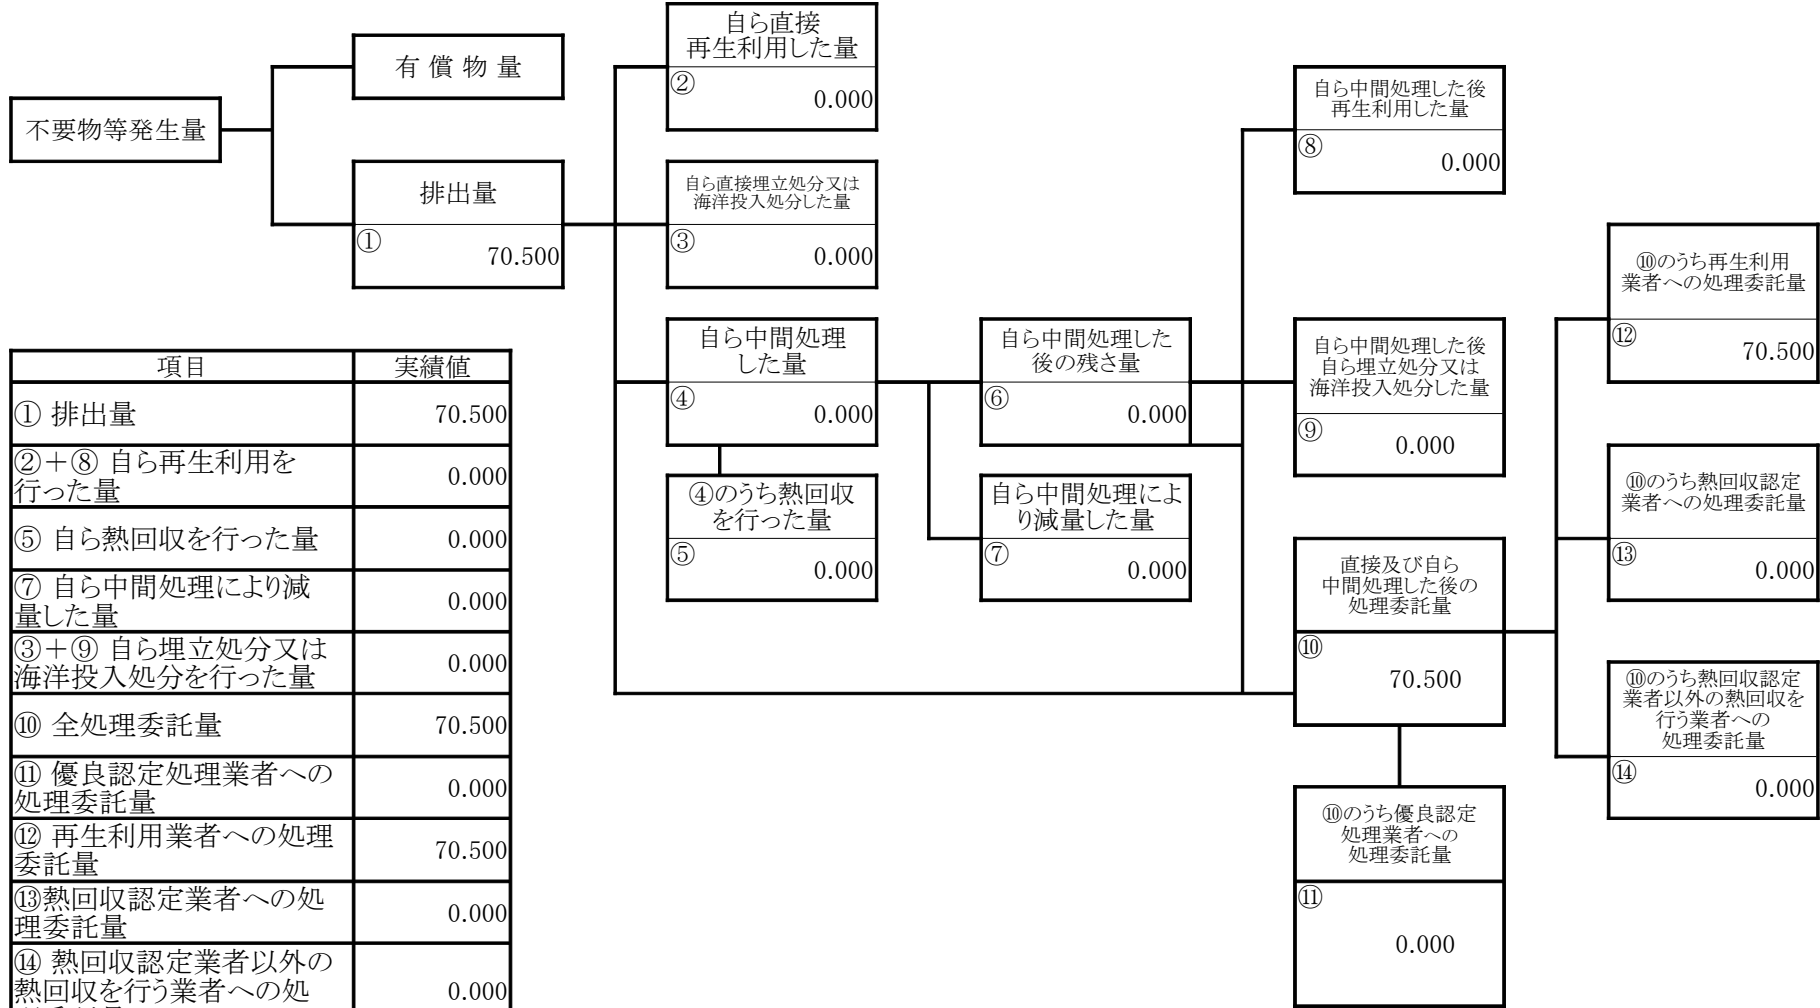 不要物等発生量
有 償 物 量
排出量
①
70.500
自ら直接
再生利用した量
②
0.000
自ら直接埋立処分又は
海洋投入処分した量
③
0.000
自ら中間処理
した量
④
0.000
④のうち熱回収
を行った量
⑤
0.000
自ら中間処理した
後の残さ量
⑥
0.000
自ら中間処理によ
り減量した量
⑦
0.000
自ら中間処理した後
再生利用した量
⑧
0.000
自ら中間処理した後
自ら埋立処分又は
海洋投入処分した量
⑨
0.000
直接及び自ら
中間処理した後の
処理委託量
⑩
70.500
⑩のうち優良認定
処理業者への
処理委託量
⑪
0.000
⑩のうち再生利用
業者への処理委託量
⑫
70.500
⑩のうち熱回収認定
業者への処理委託量
⑬
0.000
⑩のうち熱回収認定
業者以外の熱回収を
行う業者への
処理委託量
⑭
0.000
項目 実績値
① 排出量 70.500
②＋⑧ 自ら再生利用を
行った量 0.000
⑤ 自ら熱回収を行った量 0.000
⑦ 自ら中間処理により減
量した量 0.000
③＋⑨ 自ら埋立処分又は
海洋投入処分を行った量 0.000
⑩ 全処理委託量 70.500
⑪ 優良認定処理業者への
処理委託量 0.000
⑫ 再生利用業者への処理
委託量 70.500
⑬熱回収認定業者への処
理委託量 0.000
⑭ 熱回収認定業者以外の
熱回収を行う業者への処 0.000